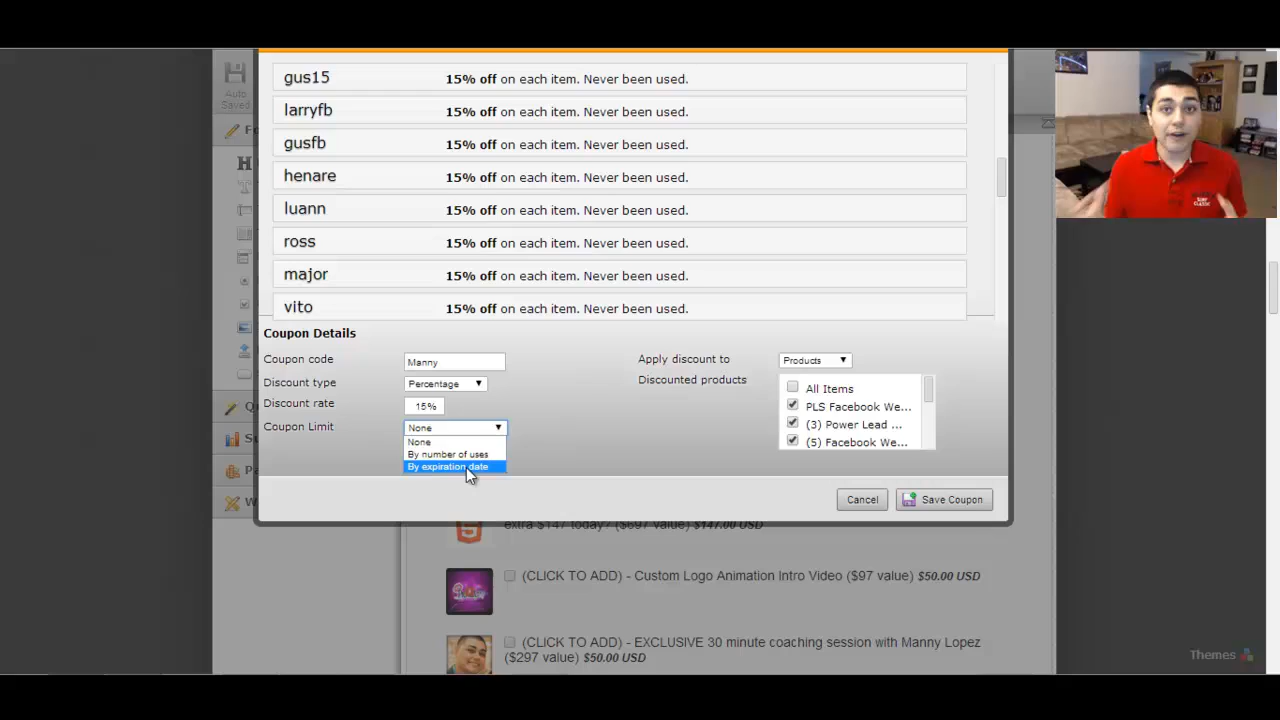 Auto
Saved
Fo
H
T
Qu
Su
Pa
W
gus15 15% off on each item. Never been used.
larryfb 15% off on each item. Never been used.
gusfb 15% off on each item. Never been used.
henare 15% off on each item. Never been used.
luann 15% off on each item. Never been used.
ross 15% off on each item. Never been used.
major 15% off on each item. Never been used.
vito 15% off on each item. Never been used.
Coupon Details
Coupon code Manny
Discount type Percentage
Discount rate 15%
Coupon Limit None
None
By number of uses
By expiration date
Apply discount to Products
Discounted products
All Items
PLS Facebook We...
(3) Power Lead ...
(5) Facebook We...
Cancel Save Coupon
extra $147 today? ($697 value) $147.00 USD
(CLICK TO ADD) - Custom Logo Animation Intro Video ($97 value) $50.00 USD
(CLICK TO ADD) - EXCLUSIVE 30 minute coaching session with Manny Lopez
($297 value) $50.00 USD
Themes